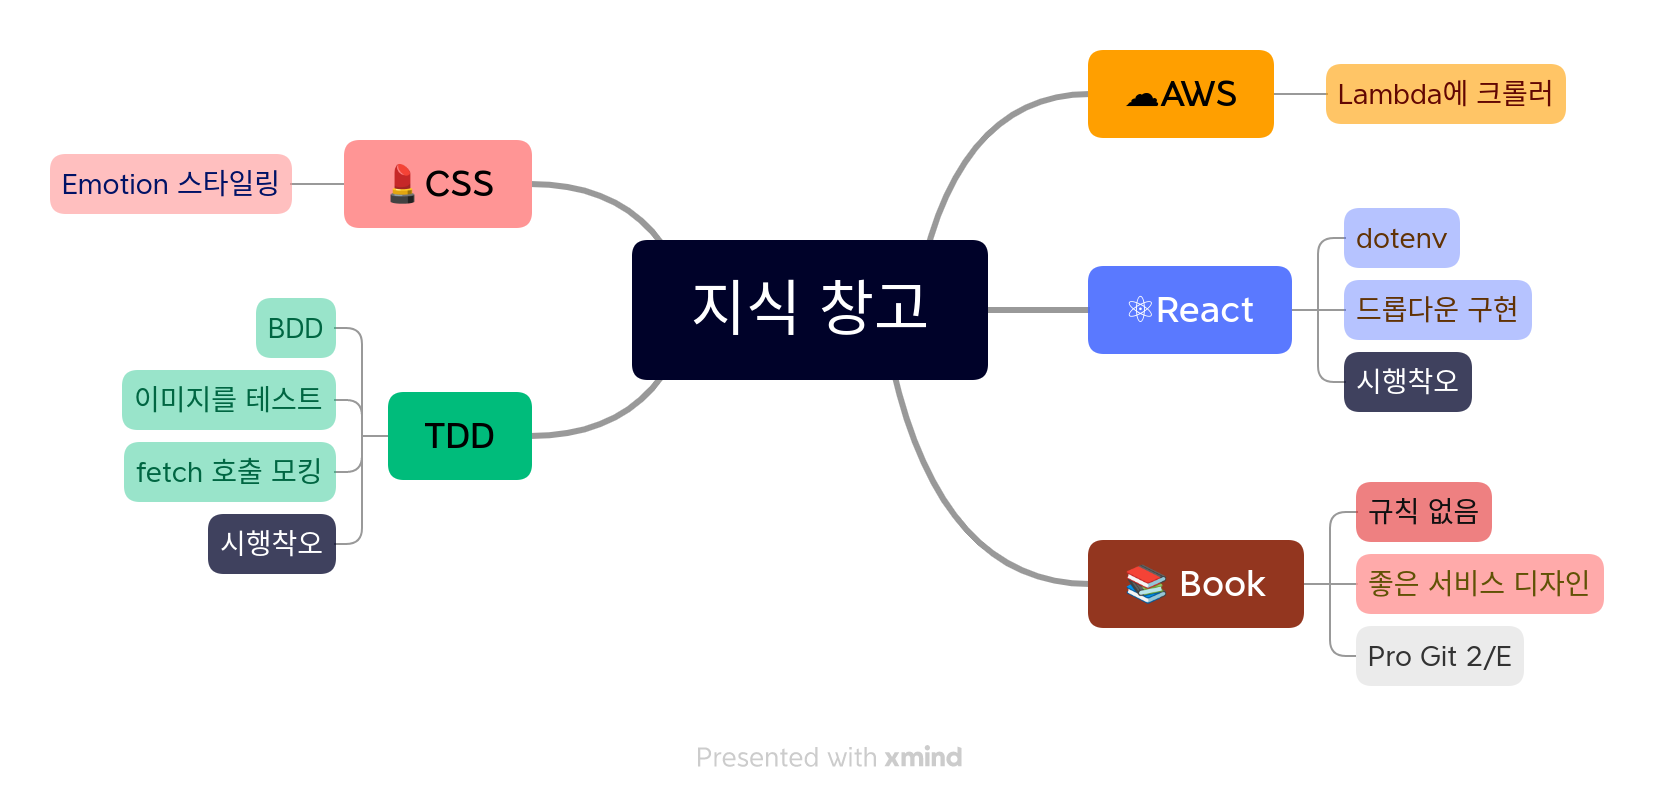 지식 창고
☁AWS
Lambda에 크롤러
⚛React
dotenv
드롭다운 구현
시행착오
📚 Book
규칙 없음
좋은 서비스 디자인
Pro Git 2/E
💄CSS
Emotion 스타일링
TDD
BDD
이미지를 테스트
fetch 호출 모킹
시행착오
Presented with xmind